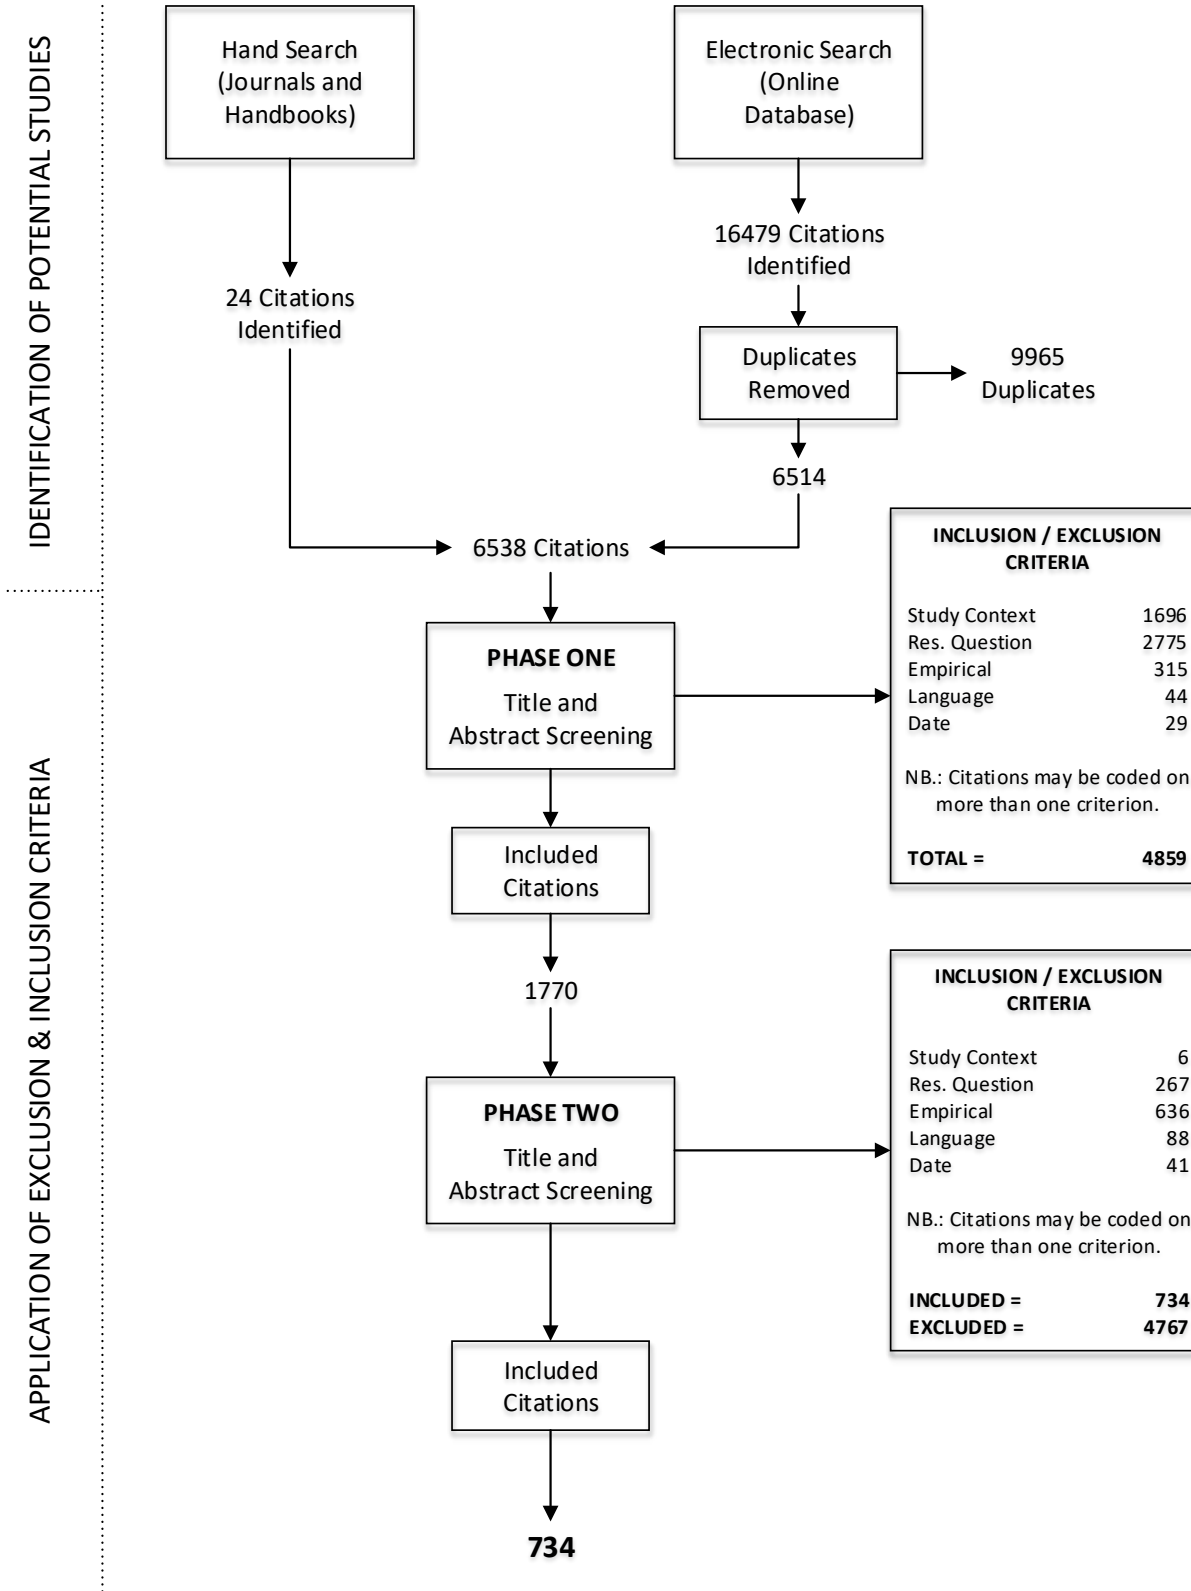 IDENTIFICATION OF POTENTIAL STUDIES
Hand Search
(Journals and
Handbooks)
Electronic Search
(Online
Database)
16479 Citations
Identified
24 Citations
Identified
Duplicates
Removed
9965
Duplicates
6514
6538 Citations
APPLICATION OF EXCLUSION & INCLUSION CRITERIA
PHASE ONE
Title and
Abstract Screening
INCLUSION / EXCLUSION
CRITERIA
Study Context 1696
Res. Question 2775
Empirical 315
Language 44
Date 29
NB.: Citations may be coded on
more than one criterion.
TOTAL = 4859
Included
Citations
1770
PHASE TWO
Title and
Abstract Screening
INCLUSION / EXCLUSION
CRITERIA
Study Context 6
Res. Question 267
Empirical 636
Language 88
Date 41
NB.: Citations may be coded on
more than one criterion.
INCLUDED = 734
EXCLUDED = 4767
Included
Citations
734